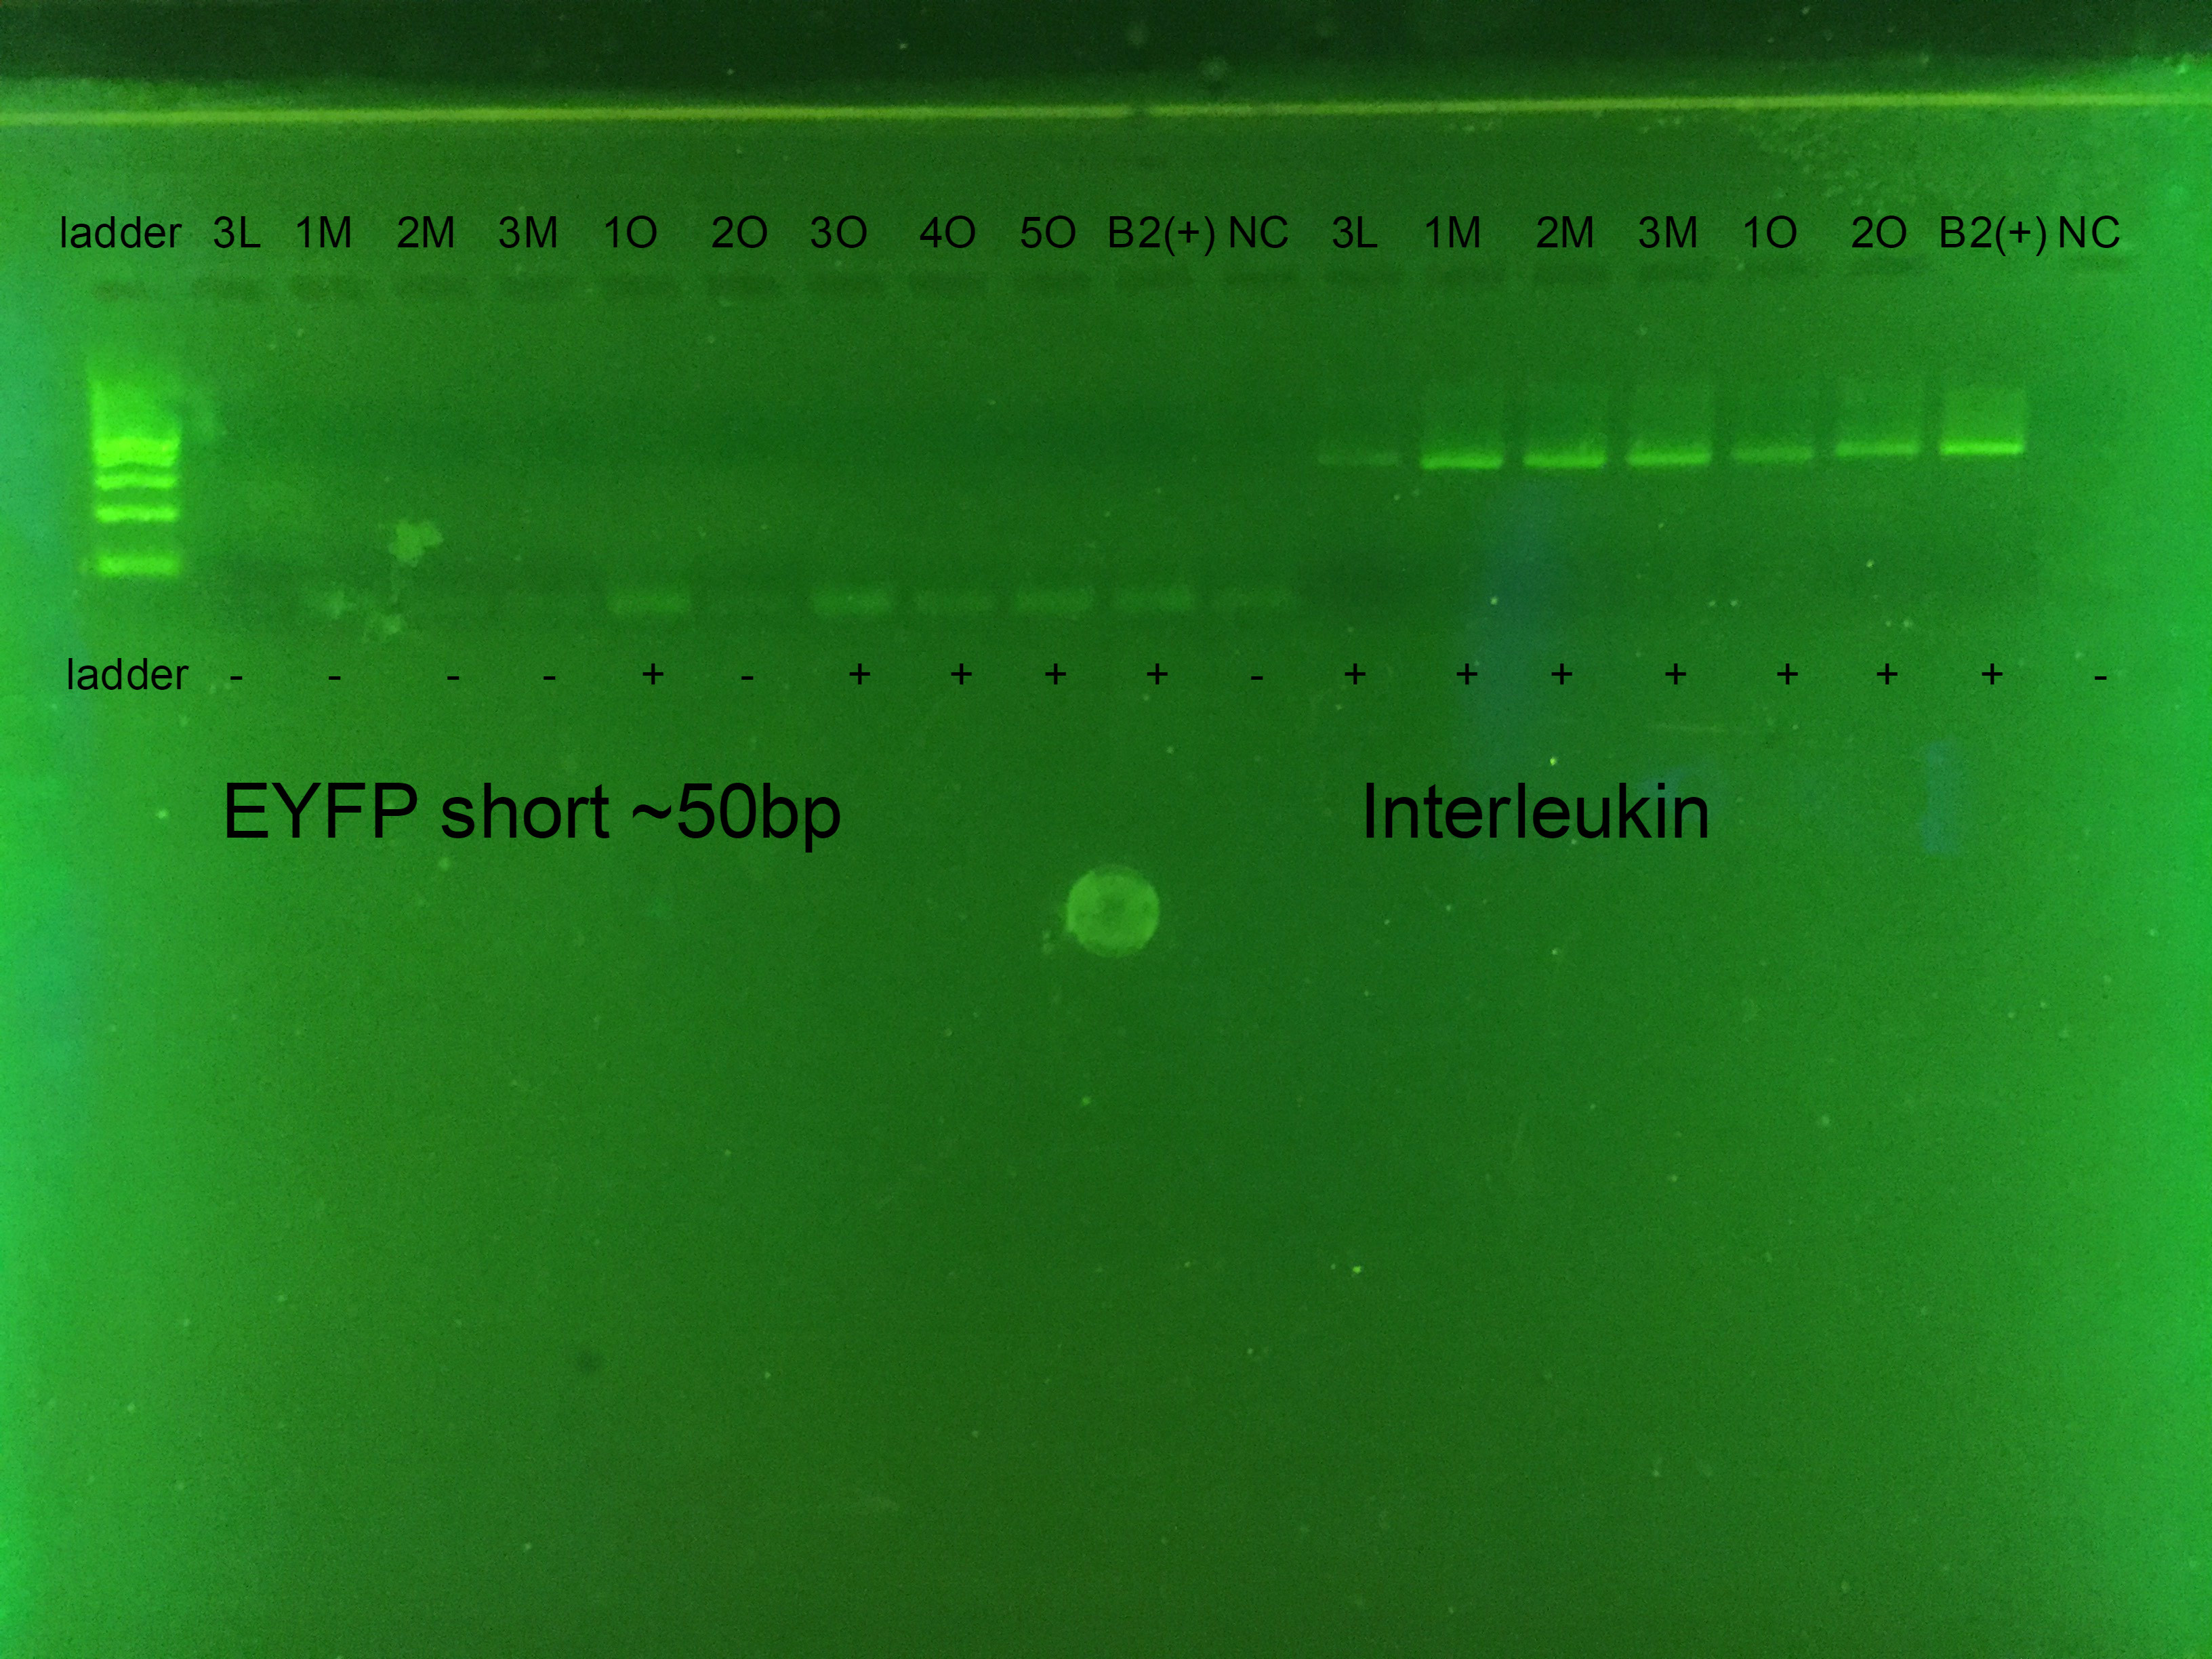 ladder 3L 1M 2M 3M 1O 2O 3O 4O 5O B2(+) NC 3L 1M 2M 3M 1O 2O B2(+) NC
ladder - - - - + - + + + + - + + + + + + + -
EYFP short ~50bp Interleukin